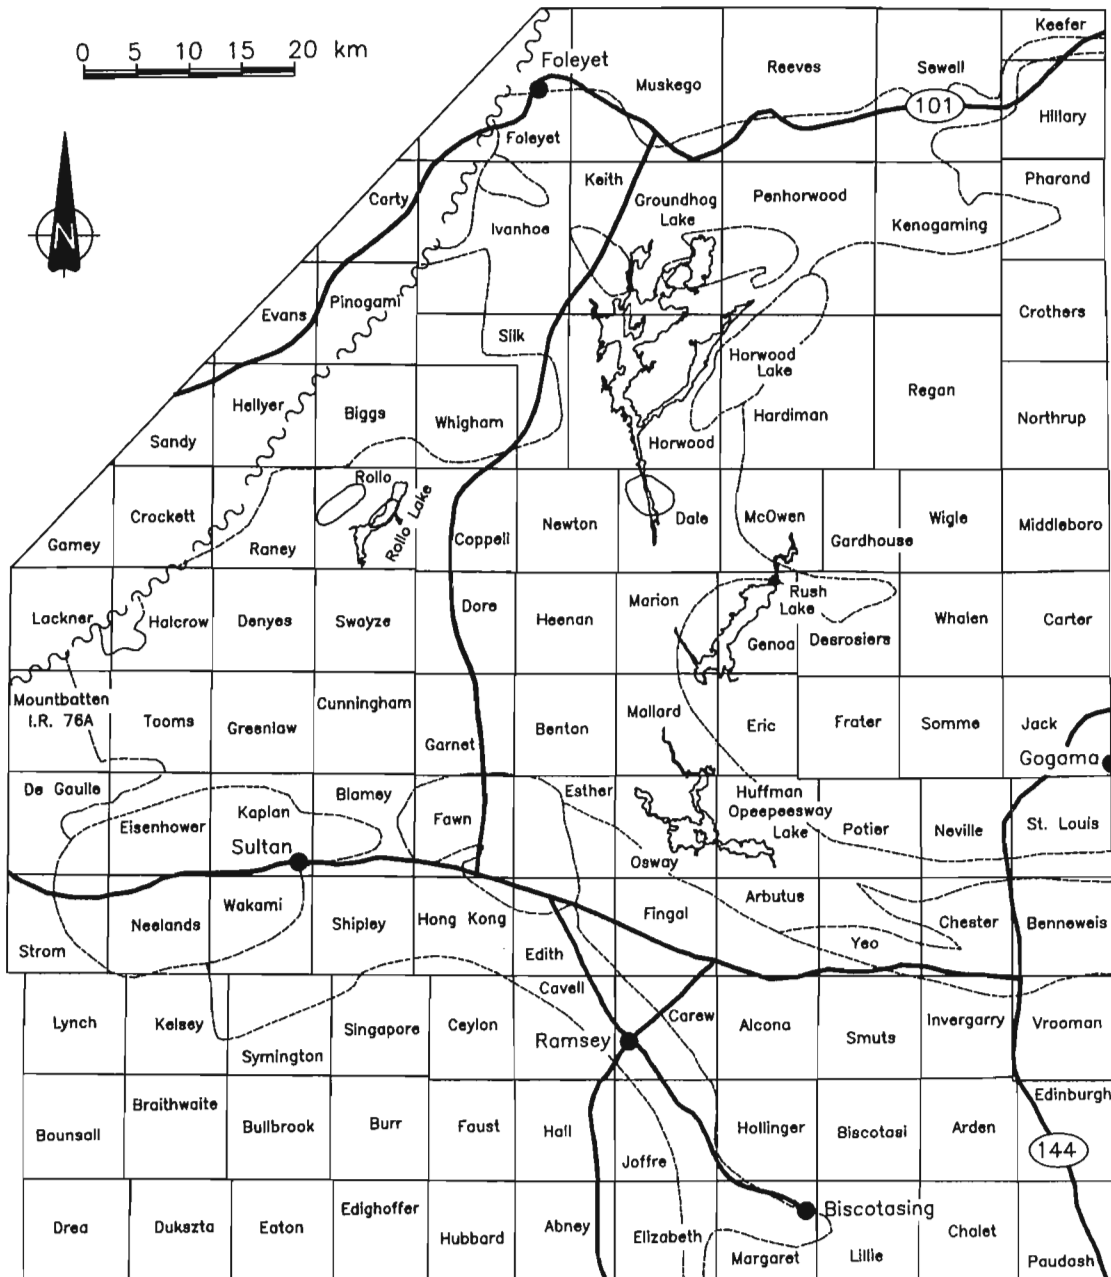 0 5 10 15 20 km
N
Keefer
Foleyet
Muskego
Reeves
Sewell
101
Hillary
Foleyet
Keith
Groundhog
Lake
Penhorwood
Pharand
Carty
Ivanhoe
Kenogaming
Evans
Pinogami
Silk
Crothers
Horwood
Lake
Regan
Hellyer
Biggs
Whigham
Hardiman
Northrup
Sandy
Horwood
Rollo
Rollo Lake
Crockett
Newton
Dale
McOwen
Wigle
Middleboro
Gamey
Raney
Coppell
Gardhouse
Lackner
Halcrow
Denyes
Swayze
Dore
Heenan
Marion
Rush
Lake
Genoa
Desrosiers
Whalen
Carter
Mountbatten
I.R. 76A
Tooms
Greenlaw
Cunningham
Garnet
Benton
Mallard
Eric
Frater
Somme
Jack
Gogama
De Gaulle
Eisenhower
Kaplan
Blamey
Fawn
Esther
Huffman
Opeepeesway
Lake
Potier
Neville
St. Louis
Sultan
Osway
Strom
Neelands
Wakami
Shipley
Hong Kong
Edith
Cavell
Fingal
Arbutus
Yeo
Chester
Benneweis
Lynch
Kelsey
Symington
Singapore
Ceylon
Ramsey
Carew
Alcona
Smuts
Invergarry
Vrooman
Edinburgh
Bounsall
Braithwaite
Bullbrook
Burr
Faust
Hall
Joffre
Hollinger
Biscotasi
Arden
144
Drea
Dukszta
Eaton
Edighoffer
Hubbard
Abney
Elizabeth
Biscotasing
Margaret
Lillie
Chalet
Paudash